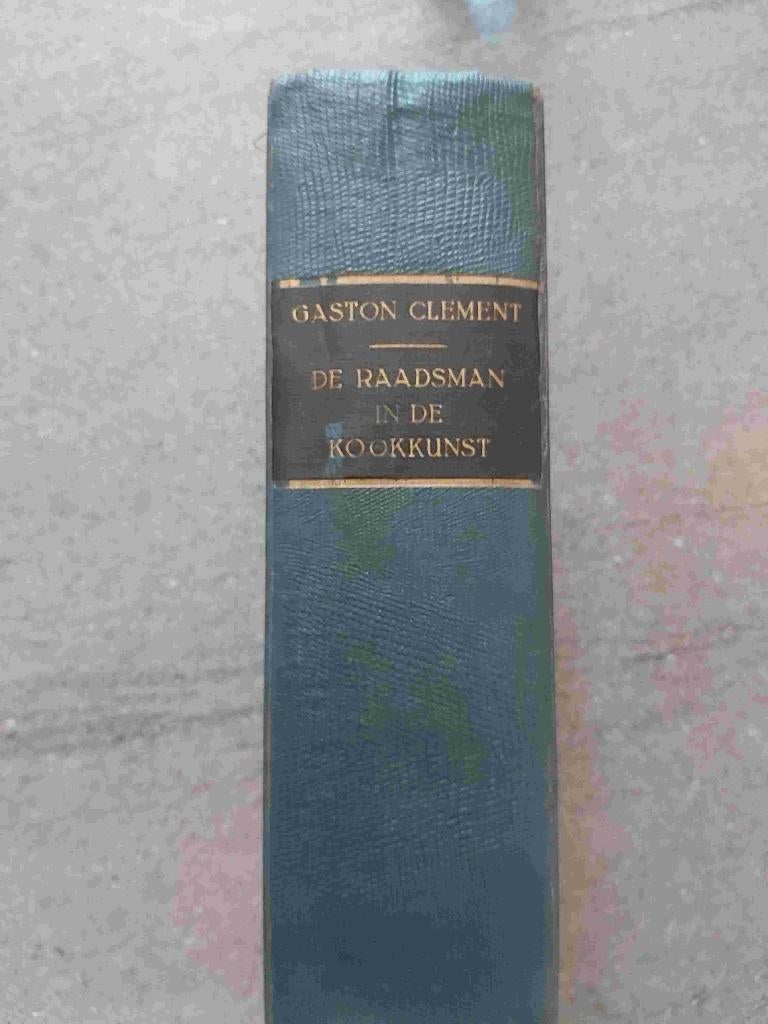 GASTON CLEMENT
DE RAADSMAN
IN DE
KOOKKUNST